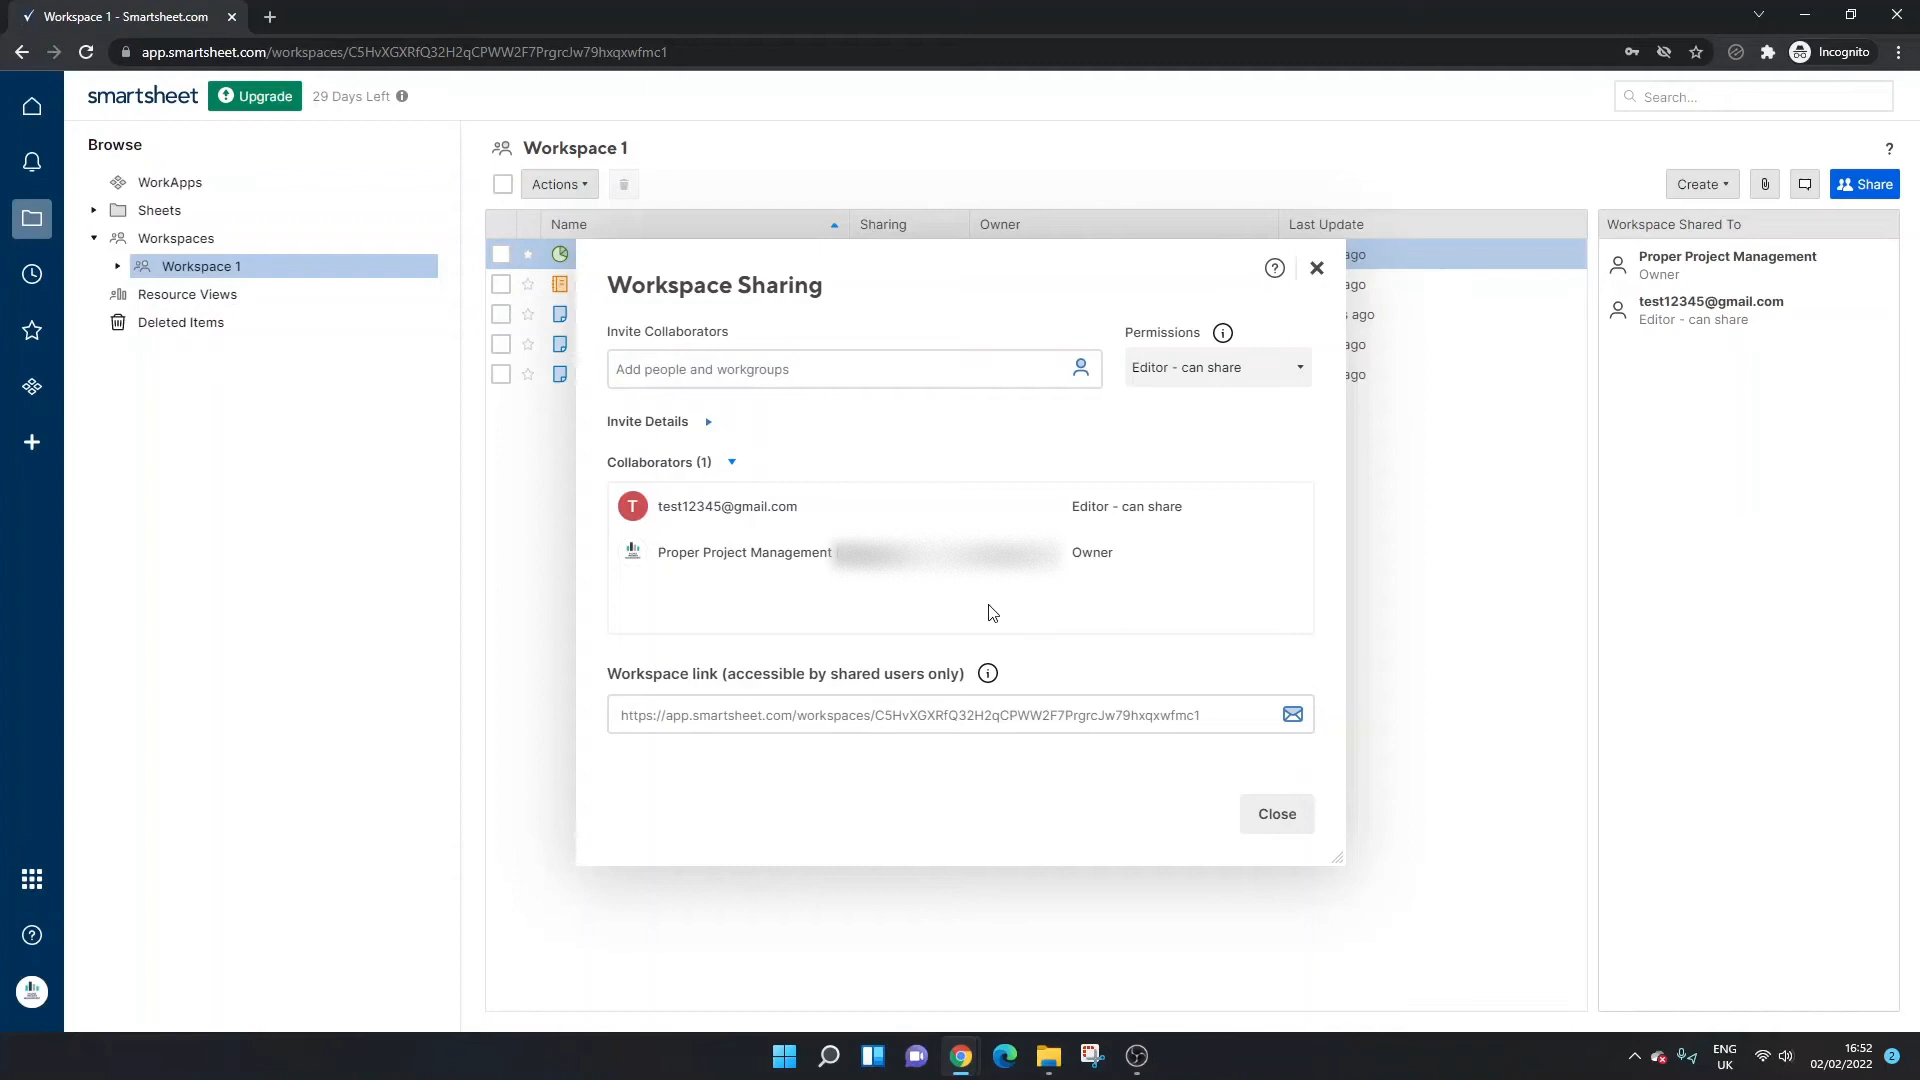 Workspace 1 - Smartsheet.com
app.smartsheet.com/workspaces/C5HvXGXRfQ32H2qCPWW2F7PrgrcJw79hxqxwfmc1
Incognito
smartsheet
Upgrade
29 Days Left
Search...
Browse
WorkApps
Sheets
Workspaces
Workspace 1
Resource Views
Deleted Items
Workspace 1
?
Actions
Create
Share
Name
Sharing
Owner
Last Update
ago
ago
s ago
ago
ago
Workspace Shared To
Proper Project Management
Owner
test12345@gmail.com
Editor - can share
Workspace Sharing
Invite Collaborators
Permissions
Add people and workgroups
Editor - can share
Invite Details
Collaborators (1)
T
test12345@gmail.com
Editor - can share
Proper Project Management
Owner
Workspace link (accessible by shared users only)
https://app.smartsheet.com/workspaces/C5HvXGXRfQ32H2qCPWW2F7PrgrcJw79hxqxwfmc1
Close
ENG
UK
16:52
02/02/2022
2